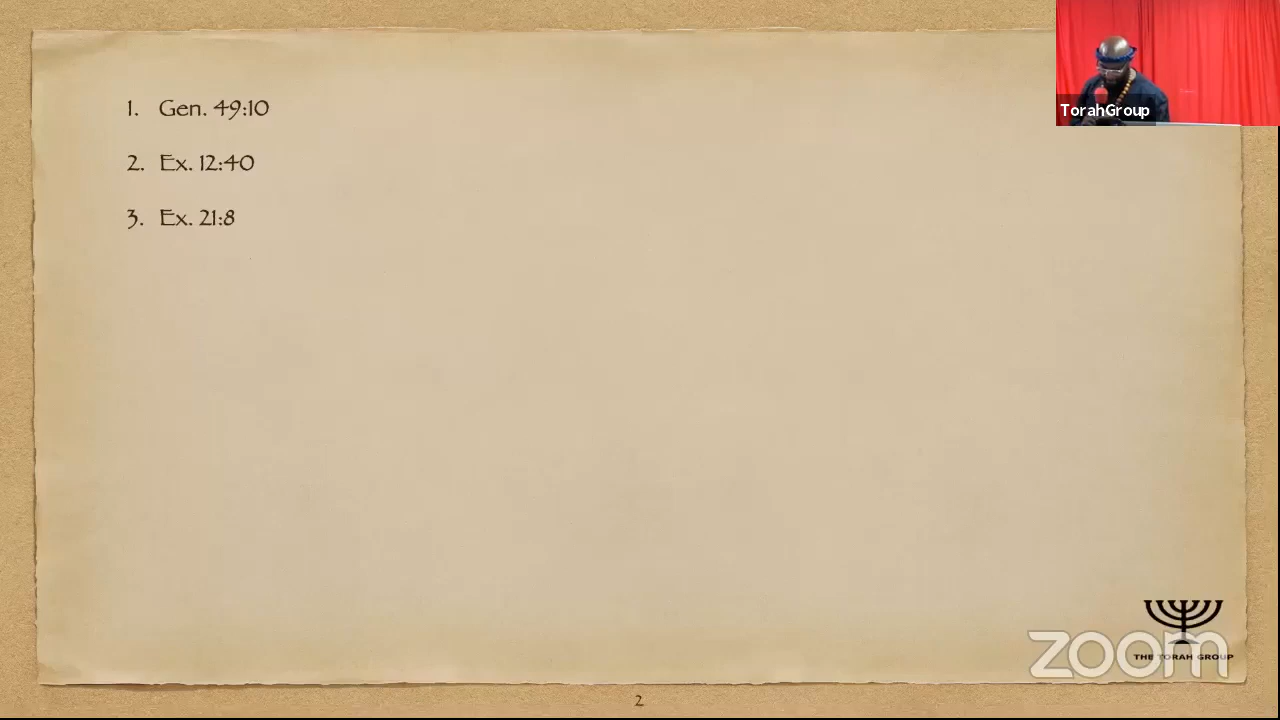 1. Gen. 49:10
2. Ex. 12:40
3. Ex. 21:8
TorahGroup
zoom
THE TORAH GROUP
2